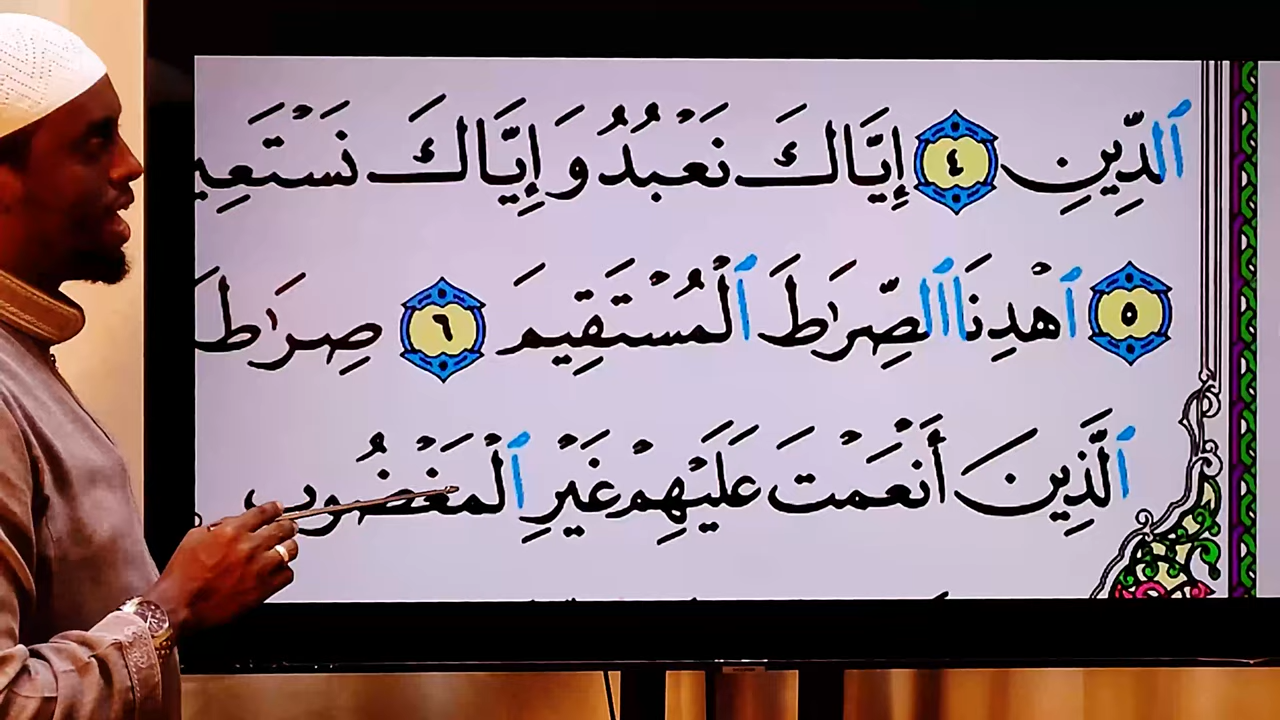 ٱلدِّينِ ٤ إِيَّاكَ نَعْبُدُ وَإِيَّاكَ نَسْتَعِي
٥ ٱهْدِنَا ٱلصِّرَٰطَ ٱلْمُسْتَقِيمَ ٦ صِرَٰطَ
ٱلَّذِينَ أَنْعَمْتَ عَلَيْهِمْ غَيْرِ ٱلْمَغْضُوبِ